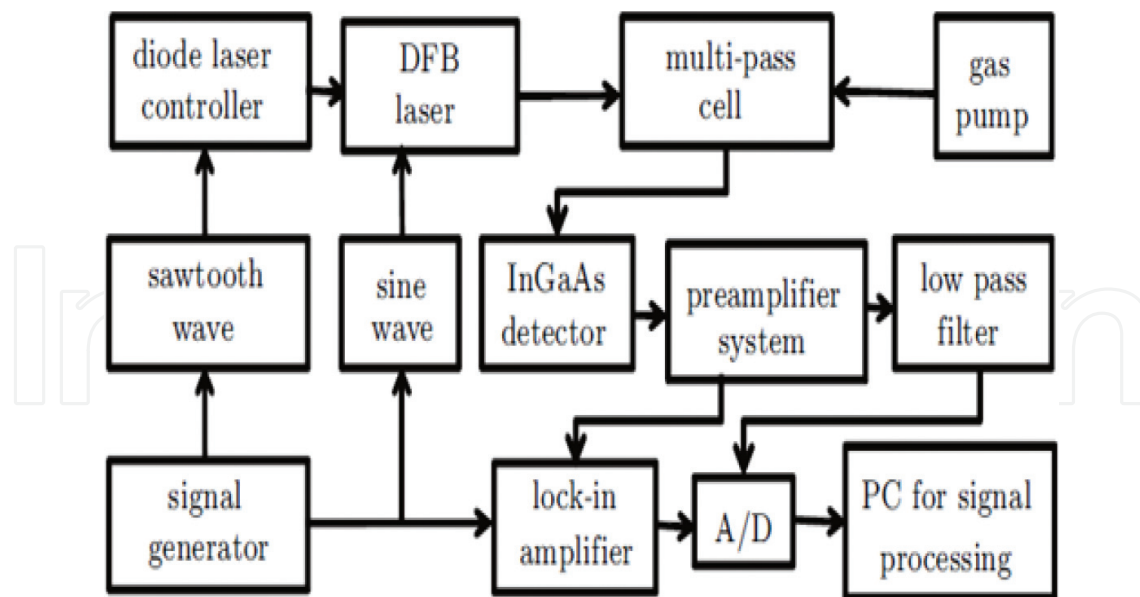 diode laser
controller
DFB
laser
multi-pass
cell
gas
pump
sawtooth
wave
sine
wave
InGaAs
detector
preamplifier
system
low pass
filter
signal
generator
lock-in
amplifier
A/D
PC for signal
processing